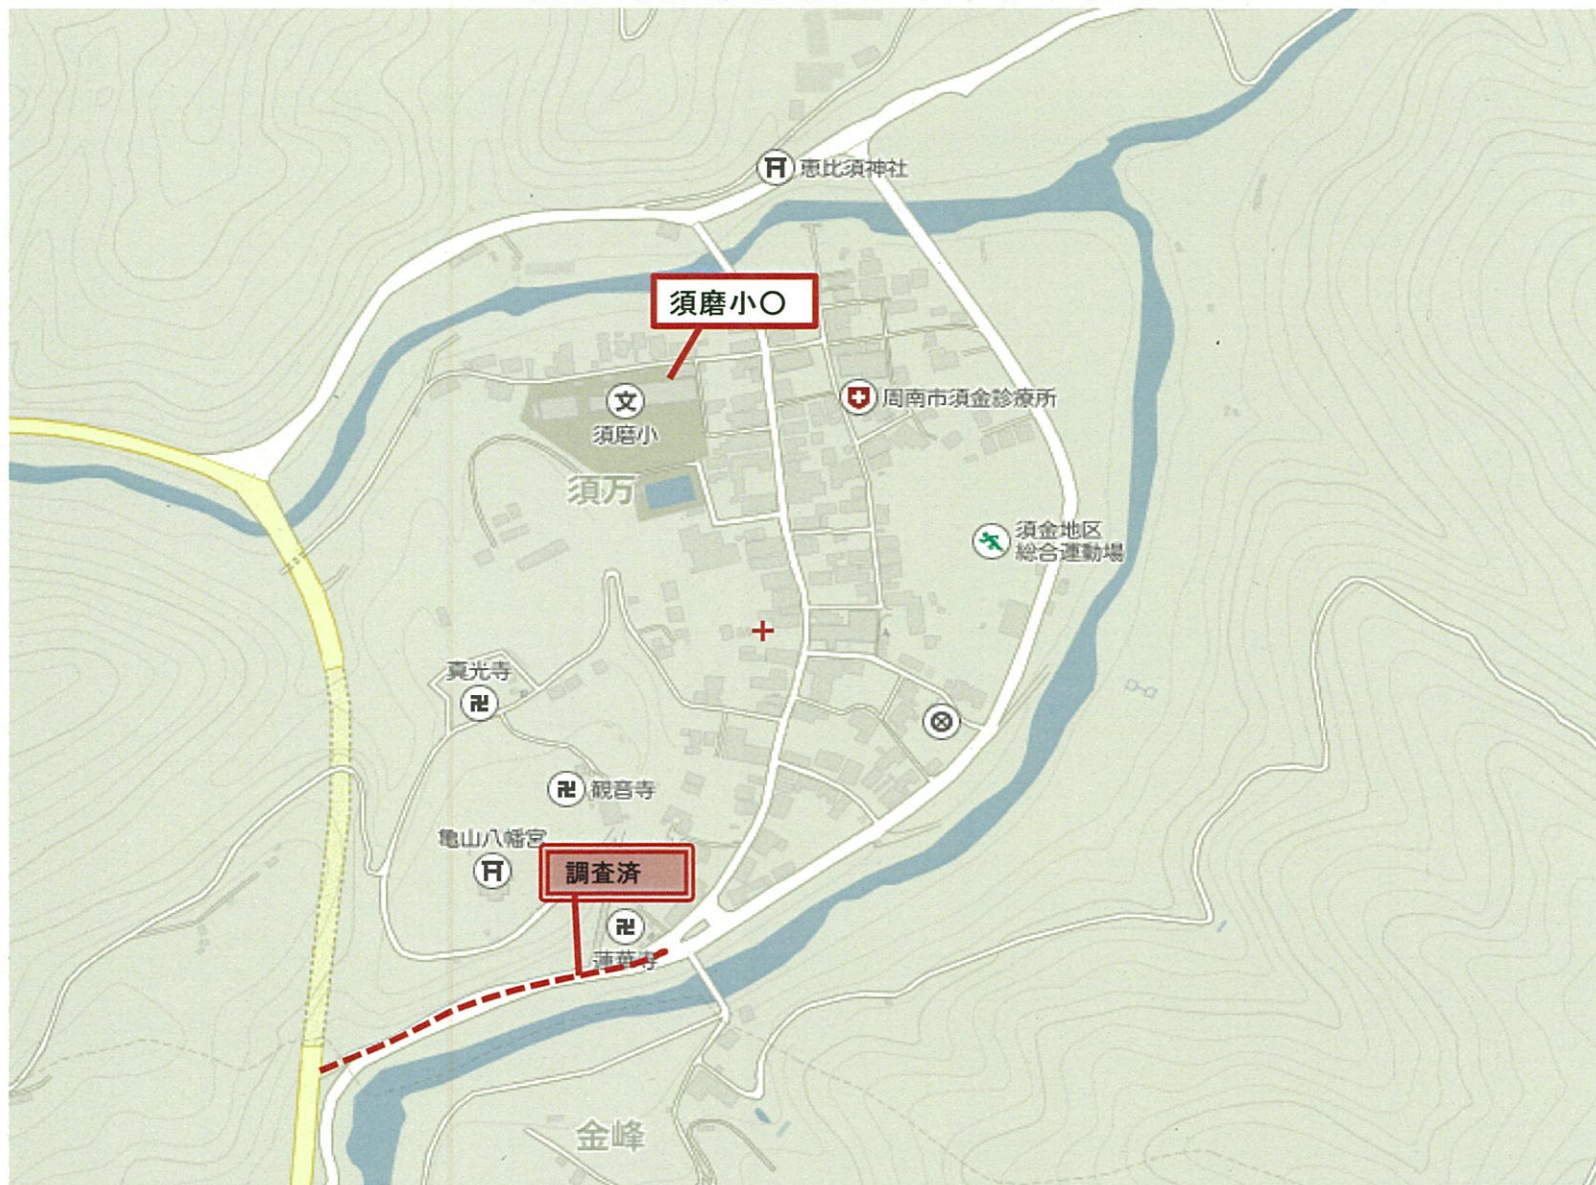 恵比須神社
須磨小〇
周南市須金診療所
文
須磨小
須万
須金地区
総合運動場
真光寺
観音寺
亀山八幡宮
調査済
蓮華寺
金峰